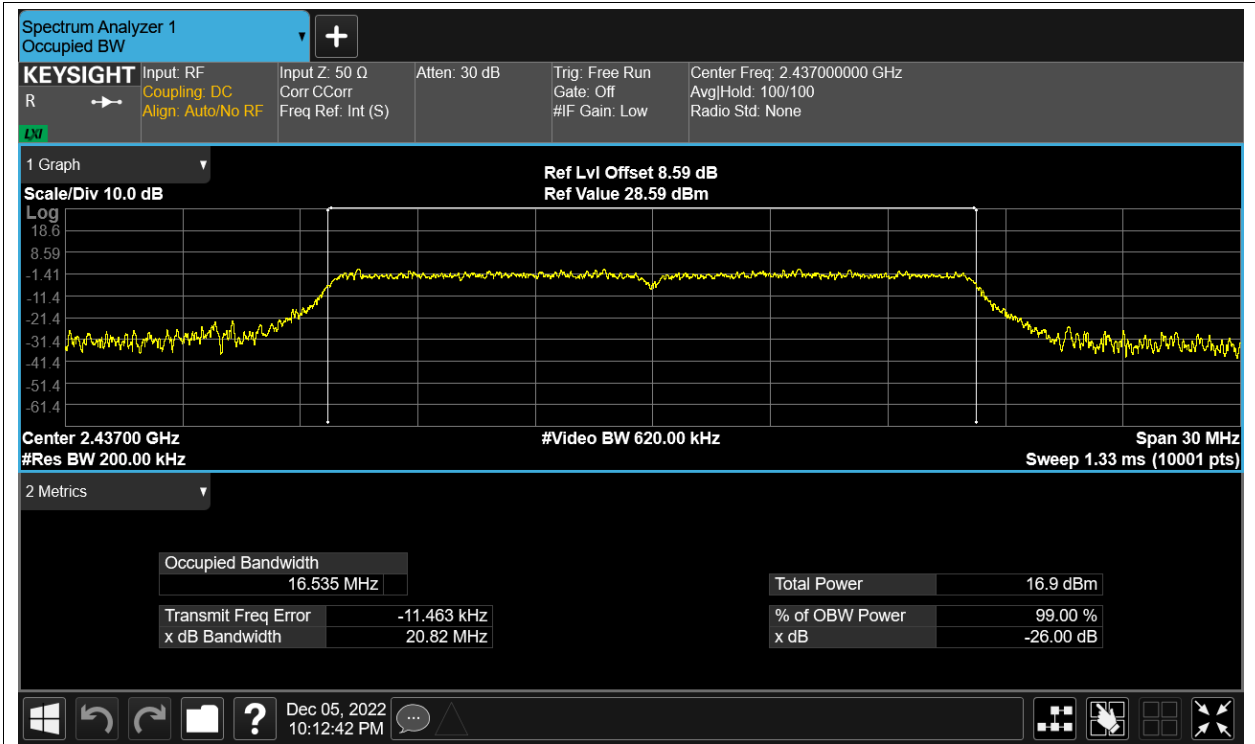 Spectrum Analyzer 1
Occupied BW
▼
+
KEYSIGHT Input: RF Input Z: 50 Ω Atten: 30 dB Trig: Free Run Center Freq: 2.437000000 GHz
R Coupling: DC Corr CCorr Gate: Off Avg|Hold: 100/100
Align: Auto/No RF Freq Ref: Int (S) #IF Gain: Low Radio Std: None
LXI
1 Graph ▼
Ref Lvl Offset 8.59 dB
Scale/Div 10.0 dB Ref Value 28.59 dBm
Log
18.6
8.59
-1.41
-11.4
-21.4
-31.4
-41.4
-51.4
-61.4
Center 2.43700 GHz #Video BW 620.00 kHz Span 30 MHz
#Res BW 200.00 kHz Sweep 1.33 ms (10001 pts)
2 Metrics ▼
Occupied Bandwidth
16.535 MHz Total Power 16.9 dBm
Transmit Freq Error -11.463 kHz % of OBW Power 99.00 %
x dB Bandwidth 20.82 MHz x dB -26.00 dB
? Dec 05, 2022
10:12:42 PM